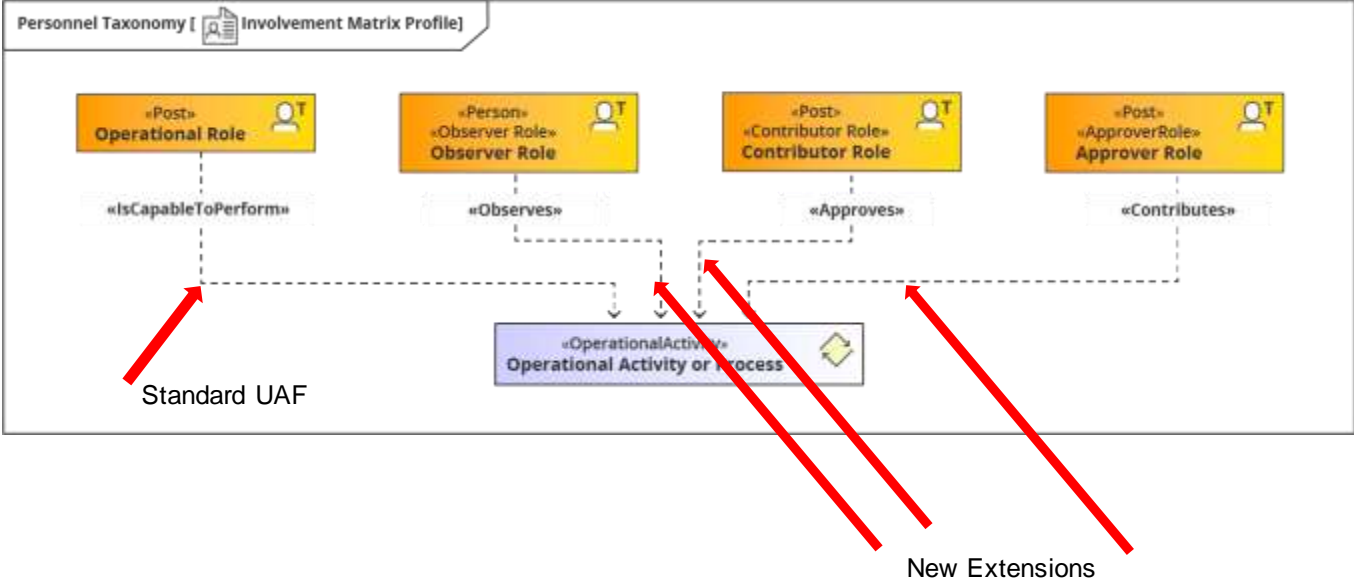 Personnel Taxonomy [ Involvement Matrix Profile]
«Post»
Operational Role
«Person»
«Observer Role»
Observer Role
«Post»
«Contributor Role»
Contributor Role
«Post»
«ApproverRole»
Approver Role
«IsCapableToPerform»
«Observes»
«Approves»
«Contributes»
«OperationalActivity»
Operational Activity or Process
Standard UAF
New Extensions